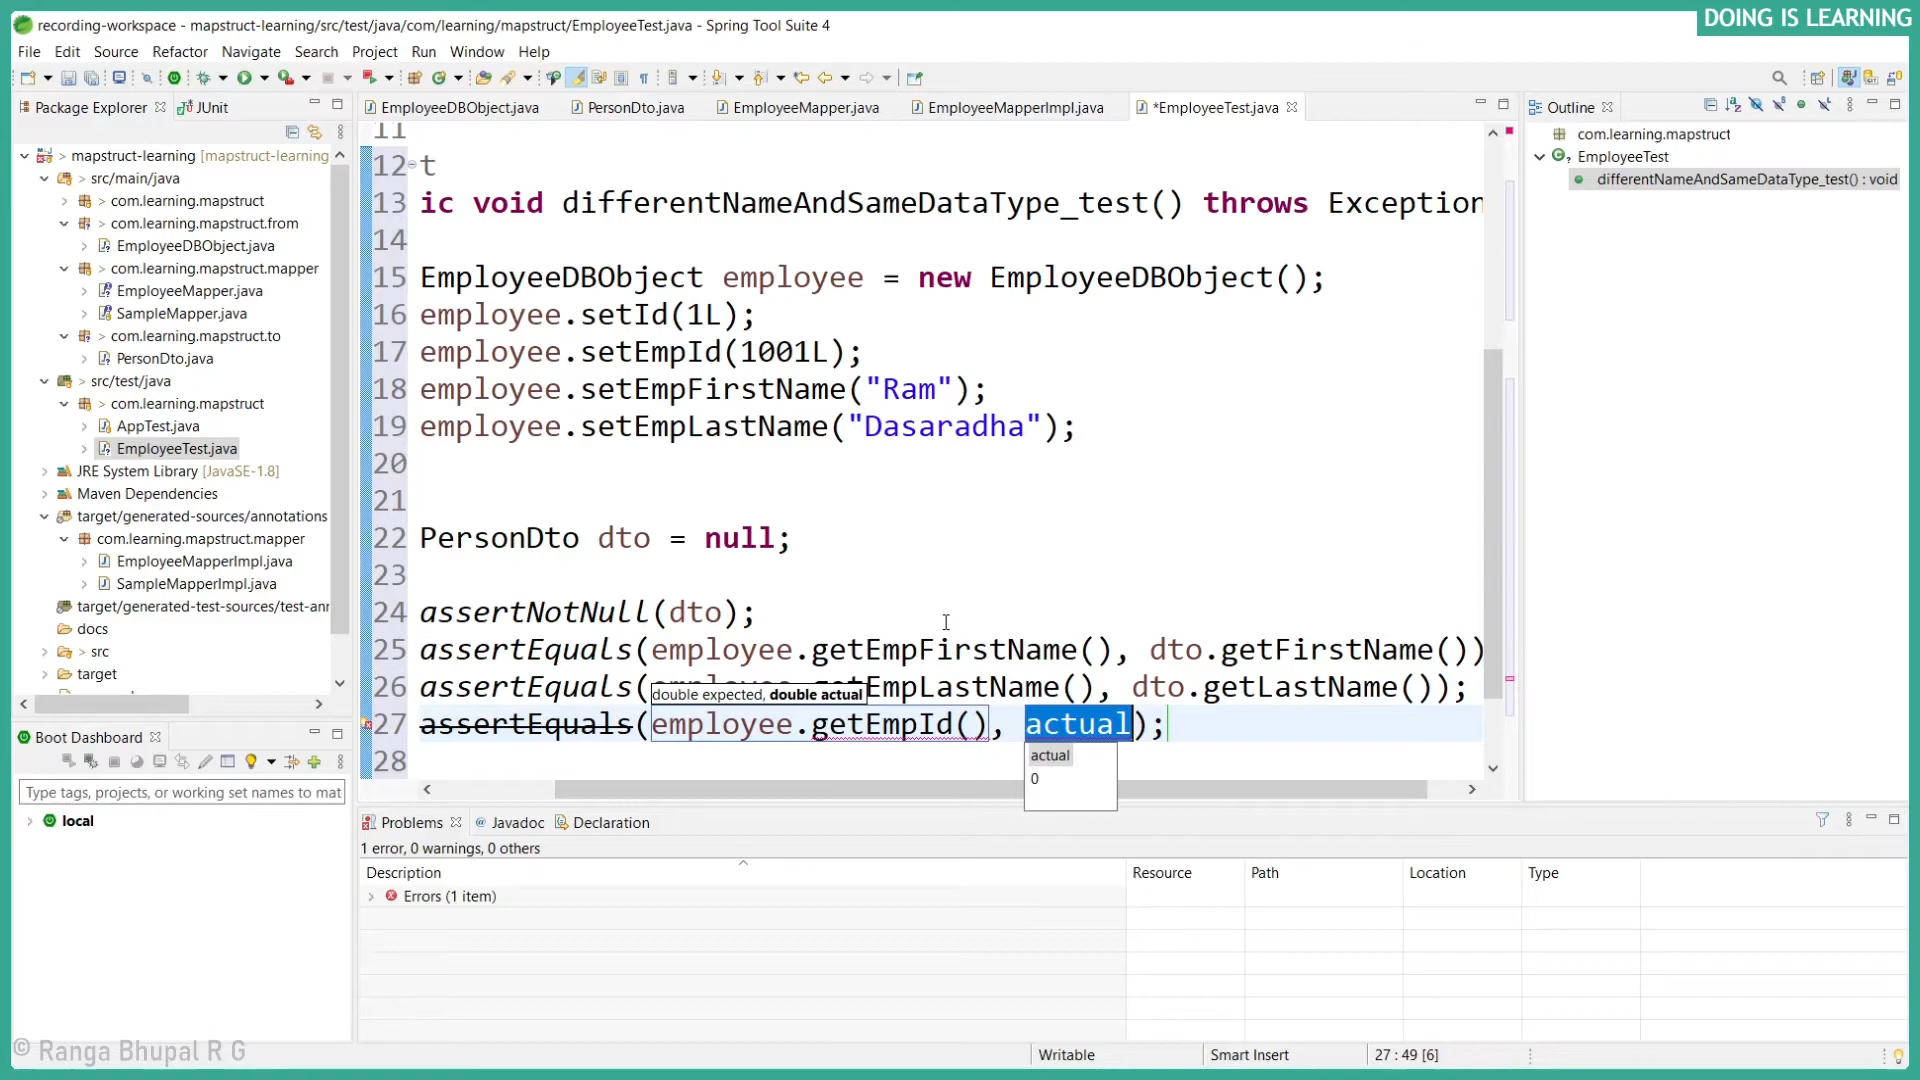 DOING IS LEARNING
recording-workspace - mapstruct-learning/src/test/java/com/learning/mapstruct/EmployeeTest.java - Spring Tool Suite 4
File Edit Source Refactor Navigate Search Project Run Window Help
Package Explorer JUnit
EmployeeDBObject.java PersonDto.java EmployeeMapper.java EmployeeMapperImpl.java *EmployeeTest.java
Outline
mapstruct-learning [mapstruct-learning
> src/main/java
> com.learning.mapstruct
> com.learning.mapstruct.from
EmployeeDBObject.java
> com.learning.mapstruct.mapper
EmployeeMapper.java
SampleMapper.java
> com.learning.mapstruct.to
PersonDto.java
> src/test/java
> com.learning.mapstruct
AppTest.java
EmployeeTest.java
JRE System Library [JavaSE-1.8]
Maven Dependencies
target/generated-sources/annotations
com.learning.mapstruct.mapper
EmployeeMapperImpl.java
SampleMapperImpl.java
target/generated-test-sources/test-anr
docs
> src
target
11
12 t
13 ic void differentNameAndSameDataType_test() throws Exception
14
15 EmployeeDBObject employee = new EmployeeDBObject();
16 employee.setId(1L);
17 employee.setEmpId(1001L);
18 employee.setEmpFirstName("Ram");
19 employee.setEmpLastName("Dasaradha");
20
21
22 PersonDto dto = null;
23
24 assertNotNull(dto);
25 assertEquals(employee.getEmpFirstName(), dto.getFirstName())
26 assertEquals( EmpLastName(), dto.getLastName());
double expected, double actual
27 assertEquals(employee.getEmpId(), actual);
28
actual
0
com.learning.mapstruct
EmployeeTest
differentNameAndSameDataType_test() : void
Boot Dashboard
Type tags, projects, or working set names to mat
local
Problems Javadoc Declaration
1 error, 0 warnings, 0 others
Description Resource Path Location Type
Errors (1 item)
© Ranga Bhupal R G
Writable Smart Insert 27 : 49 [6]